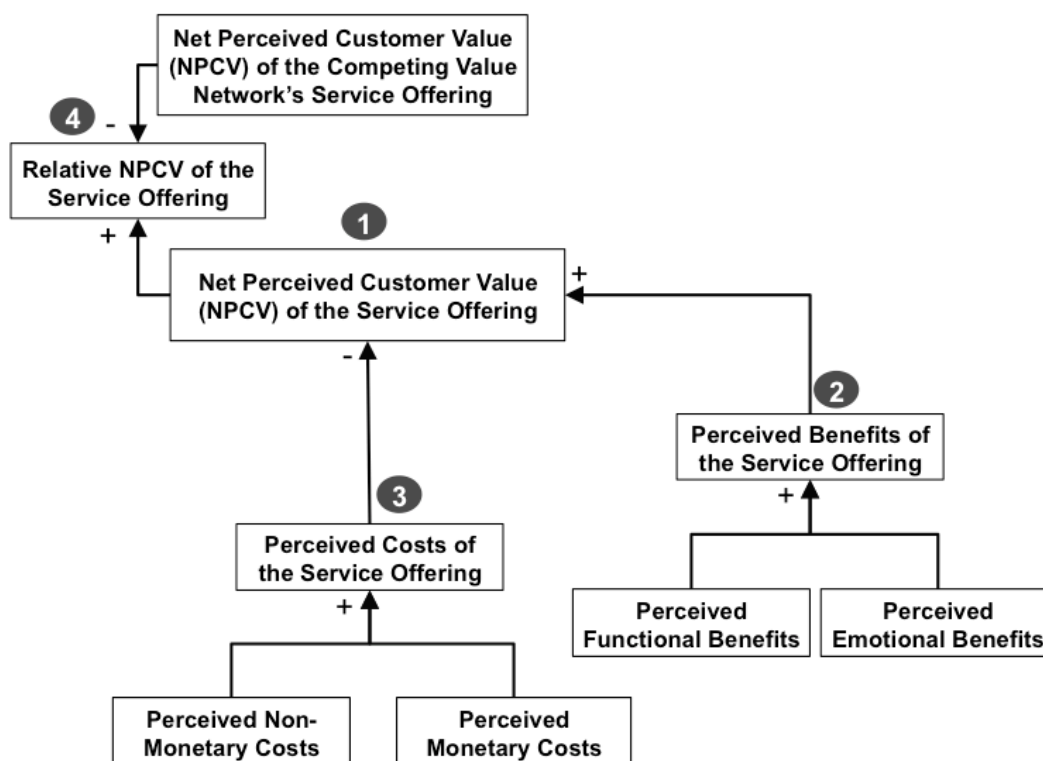 Net Perceived Customer Value
(NPCV) of the Competing Value
Network's Service Offering
4
-
Relative NPCV of the
Service Offering
+
1
Net Perceived Customer Value
(NPCV) of the Service Offering
+
-
2
Perceived Benefits of
the Service Offering
+
3
Perceived Costs of
the Service Offering
+
Perceived
Functional Benefits
Perceived
Emotional Benefits
Perceived Non-
Monetary Costs
Perceived
Monetary Costs